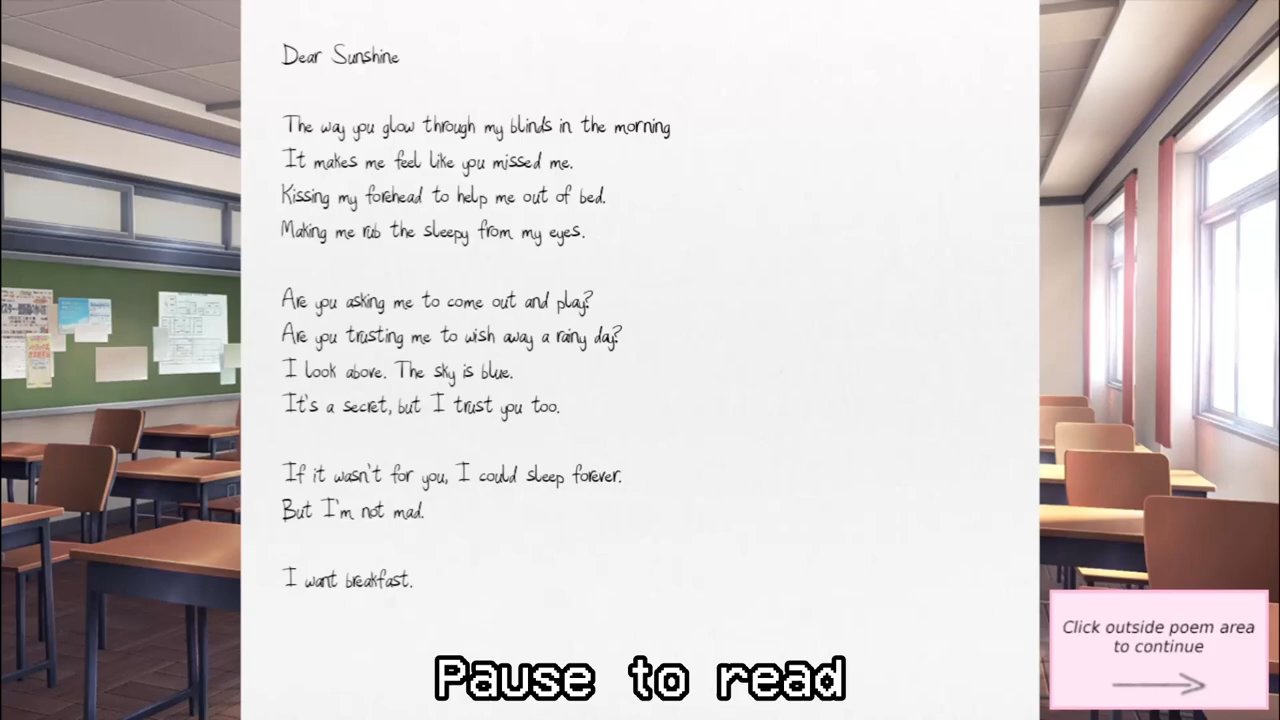 Dear Sunshine
The way you glow through my blinds in the morning
It makes me feel like you missed me.
Kissing my forehead to help me out of bed.
Making me rub the sleepy from my eyes.
Are you asking me to come out and play?
Are you trusting me to wish away a rainy day?
I look above. The sky is blue.
It's a secret, but I trust you too.
If it wasn't for you, I could sleep forever.
But I'm not mad.
I want breakfast.
Click outside poem area
to continue
Pause to read